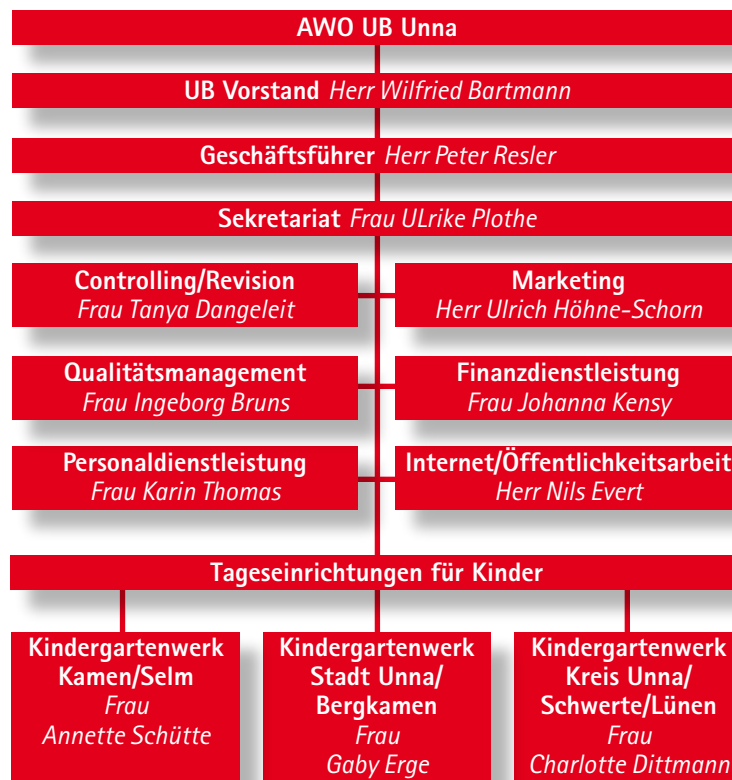 AWO UB Unna
UB Vorstand Herr Wilfried Bartmann
Geschäftsführer Herr Peter Resler
Sekretariat Frau ULrike Plothe
Controlling/Revision
Frau Tanya Dangeleit
Marketing
Herr Ulrich Höhne-Schorn
Qualitätsmanagement
Frau Ingeborg Bruns
Finanzdienstleistung
Frau Johanna Kensy
Personaldienstleistung
Frau Karin Thomas
Internet/Öffentlichkeitsarbeit
Herr Nils Evert
Tageseinrichtungen für Kinder
Kindergartenwerk
Kamen/Selm
Frau
Annette Schütte
Kindergartenwerk
Stadt Unna/
Bergkamen
Frau
Gaby Erge
Kindergartenwerk
Kreis Unna/
Schwerte/Lünen
Frau
Charlotte Dittmann